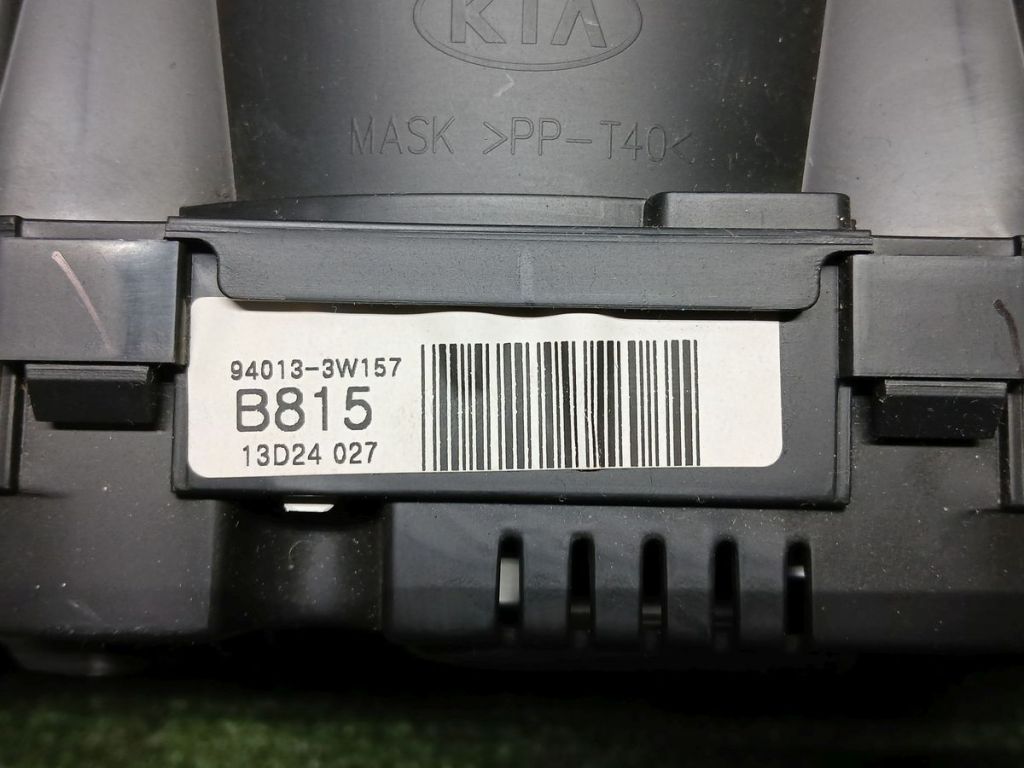 KIA
MASK >PP-T40<
94013-3W157
B815
13D24 027